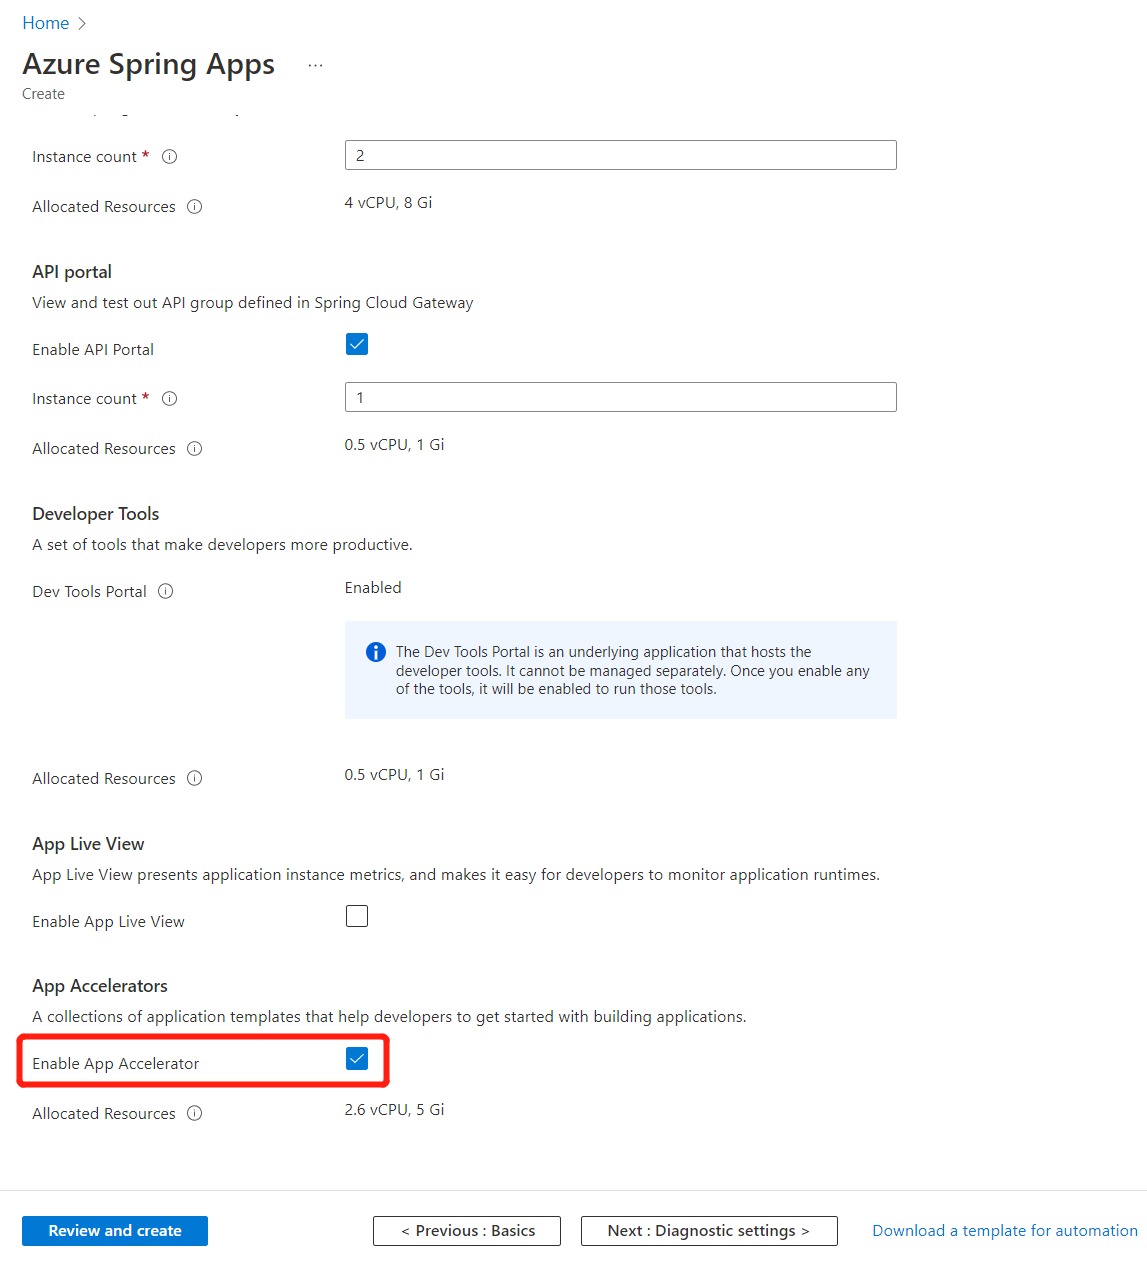 Home
Azure Spring Apps ...
Create
Instance count *
2
Allocated Resources
4 vCPU, 8 Gi
API portal
View and test out API group defined in Spring Cloud Gateway
Enable API Portal
Instance count *
1
Allocated Resources
0.5 vCPU, 1 Gi
Developer Tools
A set of tools that make developers more productive.
Dev Tools Portal
Enabled
The Dev Tools Portal is an underlying application that hosts the
developer tools. It cannot be managed separately. Once you enable any
of the tools, it will be enabled to run those tools.
Allocated Resources
0.5 vCPU, 1 Gi
App Live View
App Live View presents application instance metrics, and makes it easy for developers to monitor application runtimes.
Enable App Live View
App Accelerators
A collections of application templates that help developers to get started with building applications.
Enable App Accelerator
Allocated Resources
2.6 vCPU, 5 Gi
Review and create
< Previous : Basics
Next : Diagnostic settings >
Download a template for automation